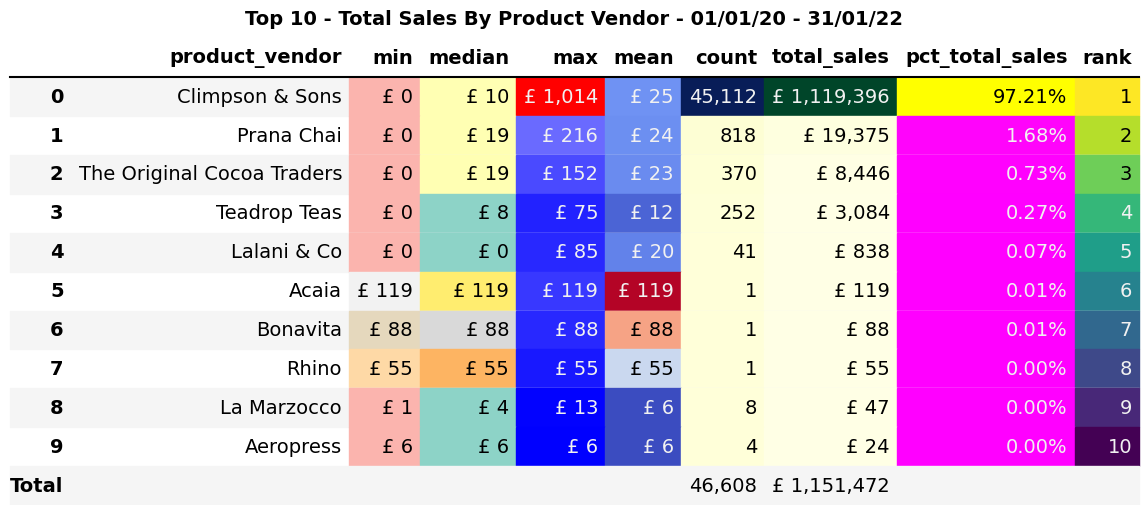 Top 10 - Total Sales By Product Vendor - 01/01/20 - 31/01/22
product_vendor min median max mean count total_sales pct_total_sales rank
0 Climpson & Sons £ 0 £ 10 £ 1,014 £ 25 45,112 £ 1,119,396 97.21% 1
1 Prana Chai £ 0 £ 19 £ 216 £ 24 818 £ 19,375 1.68% 2
2 The Original Cocoa Traders £ 0 £ 19 £ 152 £ 23 370 £ 8,446 0.73% 3
3 Teadrop Teas £ 0 £ 8 £ 75 £ 12 252 £ 3,084 0.27% 4
4 Lalani & Co £ 0 £ 0 £ 85 £ 20 41 £ 838 0.07% 5
5 Acaia £ 119 £ 119 £ 119 £ 119 1 £ 119 0.01% 6
6 Bonavita £ 88 £ 88 £ 88 £ 88 1 £ 88 0.01% 7
7 Rhino £ 55 £ 55 £ 55 £ 55 1 £ 55 0.00% 8
8 La Marzocco £ 1 £ 4 £ 13 £ 6 8 £ 47 0.00% 9
9 Aeropress £ 6 £ 6 £ 6 £ 6 4 £ 24 0.00% 10
Total 46,608 £ 1,151,472